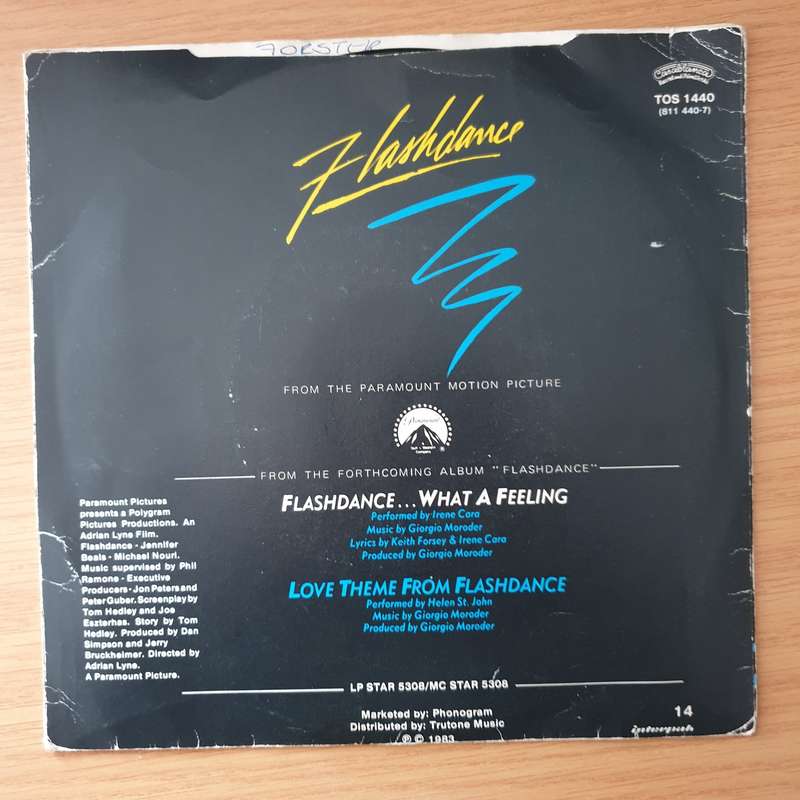 Casablanca
TOS 1440
(811 440-7)
Flashdance
FROM THE PARAMOUNT MOTION PICTURE
Paramount
Gulf + Western
Company
FROM THE FORTHCOMING ALBUM "FLASHDANCE"
FLASHDANCE...WHAT A FEELING
Performed by Irene Cara
Music by Giorgio Moroder
Lyrics by Keith Forsey & Irene Cara
Produced by Giorgio Moroder
LOVE THEME FROM FLASHDANCE
Performed by Helen St. John
Music by Giorgio Moroder
Produced by Giorgio Moroder
Paramount Pictures
presents a Polygram
Pictures Productions. An
Adrian Lyne Film.
Flashdance - Jennifer
Beals - Michael Nouri.
Music supervised by Phil
Ramone - Executive
Producers - Jon Peters and
Peter Guber. Screenplay by
Tom Hedley and Joe
Eszterhas. Story by Tom
Hedley. Produced by Dan
Simpson and Jerry
Bruckheimer. Directed by
Adrian Lyne.
A Paramount Picture.
LP STAR 5308/MC STAR 5308
Marketed by: Phonogram
Distributed by: Trutone Music
℗ © 1983
14